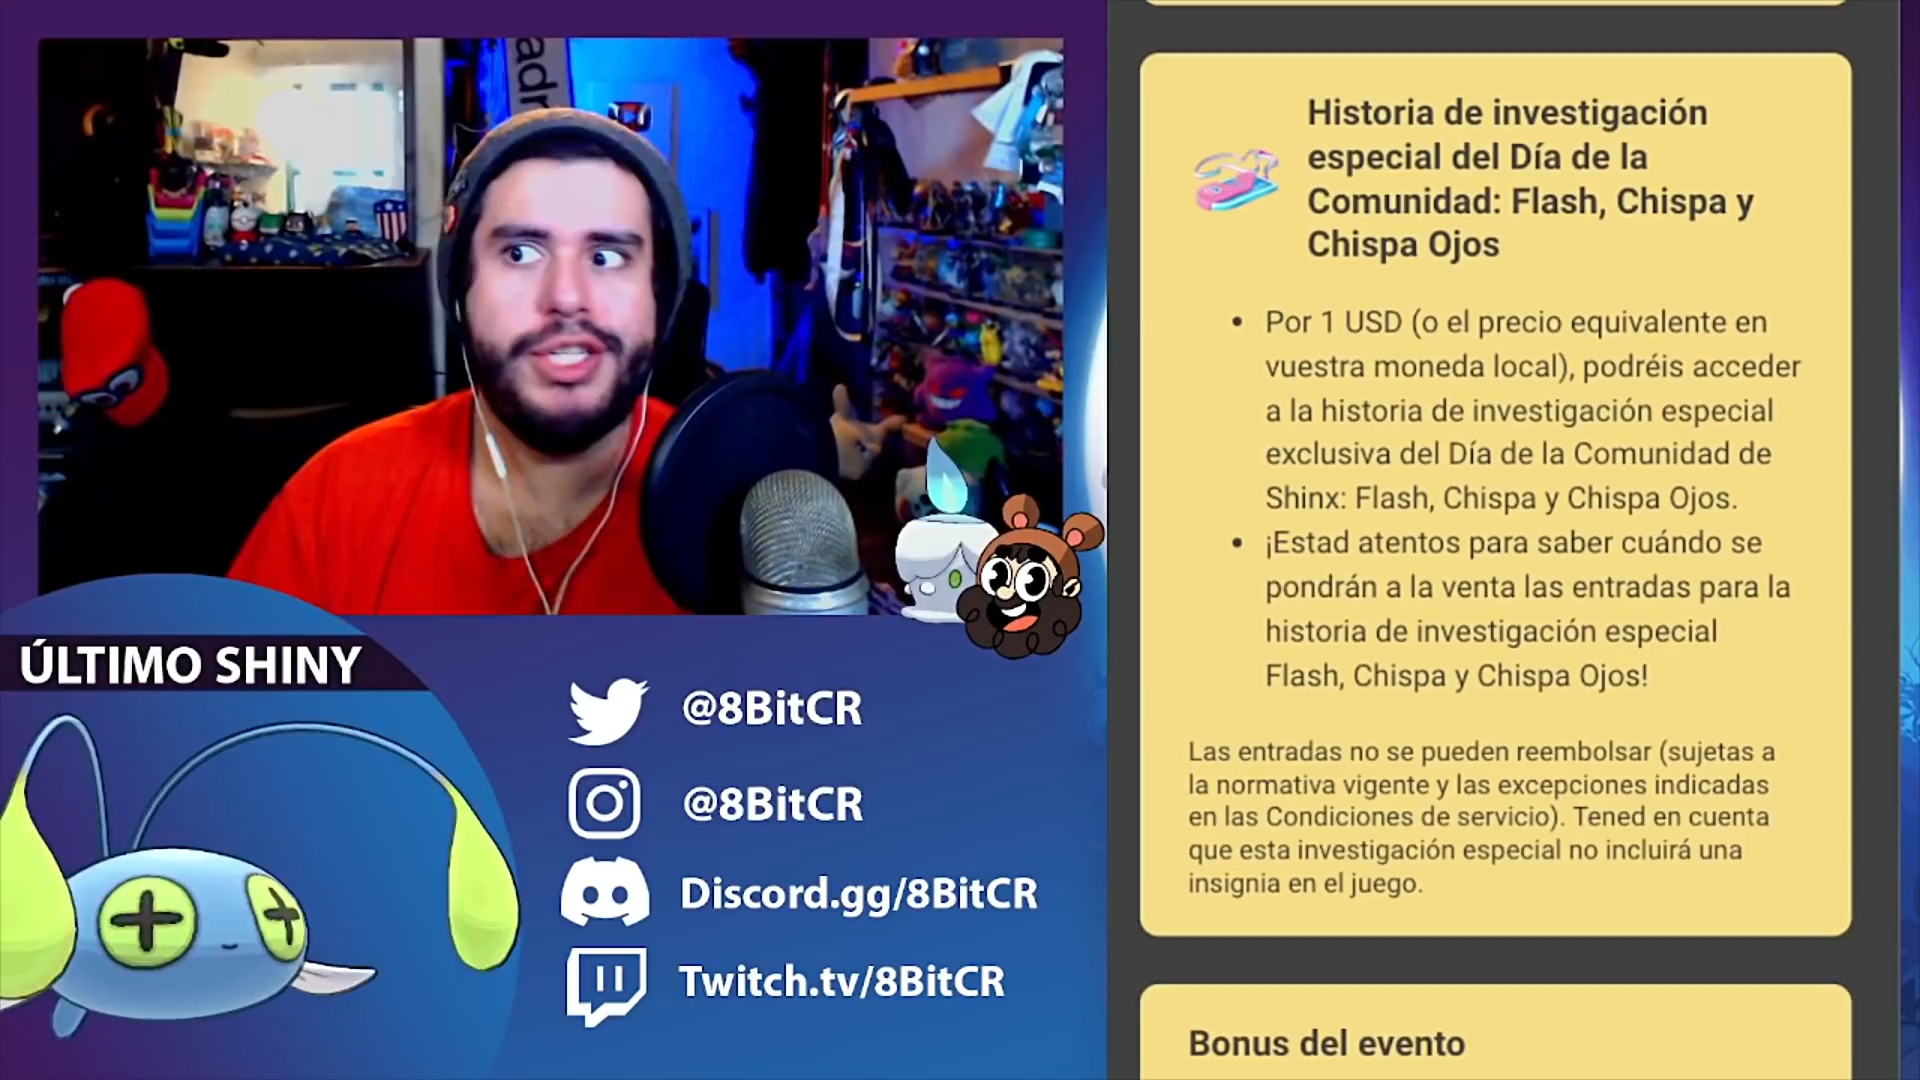 adr
Historia de investigación
especial del Día de la
Comunidad: Flash, Chispa y
Chispa Ojos
• Por 1 USD (o el precio equivalente en
vuestra moneda local), podréis acceder
a la historia de investigación especial
exclusiva del Día de la Comunidad de
Shinx: Flash, Chispa y Chispa Ojos.
• ¡Estad atentos para saber cuándo se
pondrán a la venta las entradas para la
historia de investigación especial
Flash, Chispa y Chispa Ojos!
Las entradas no se pueden reembolsar (sujetas a
la normativa vigente y las excepciones indicadas
en las Condiciones de servicio). Tened en cuenta
que esta investigación especial no incluirá una
insignia en el juego.
Bonus del evento
ÚLTIMO SHINY
@8BitCR
@8BitCR
Discord.gg/8BitCR
Twitch.tv/8BitCR